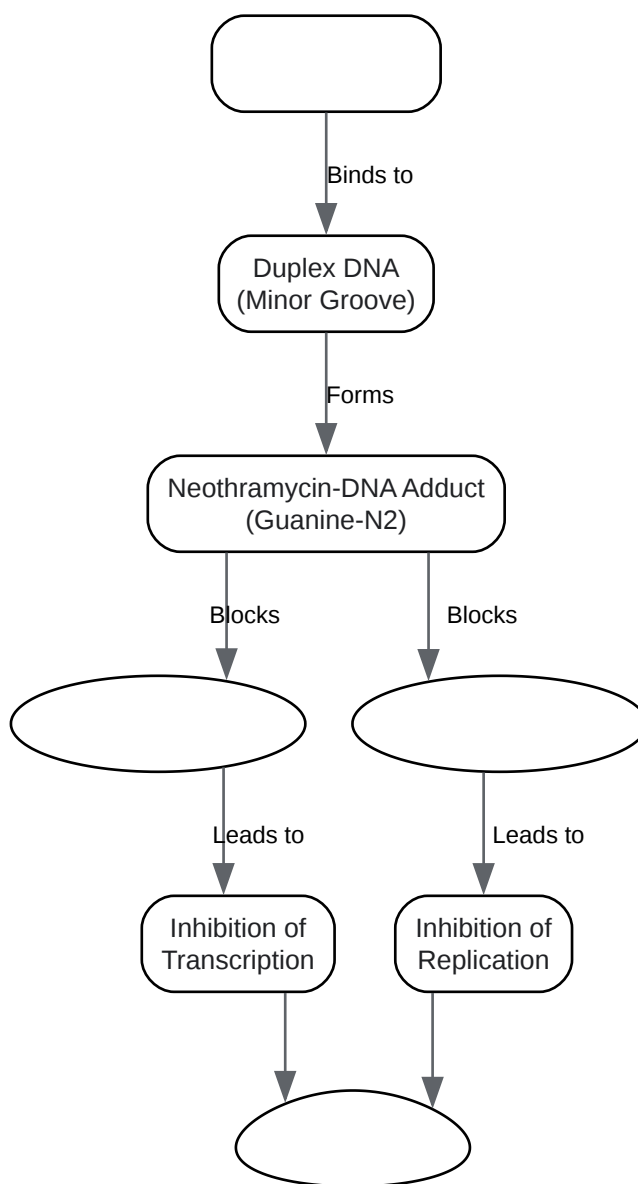 Binds to
Duplex DNA
(Minor Groove)
Forms
Neothramycin-DNA Adduct
(Guanine-N2)
Blocks
Blocks
Leads to
Leads to
Inhibition of
Transcription
Inhibition of
Replication